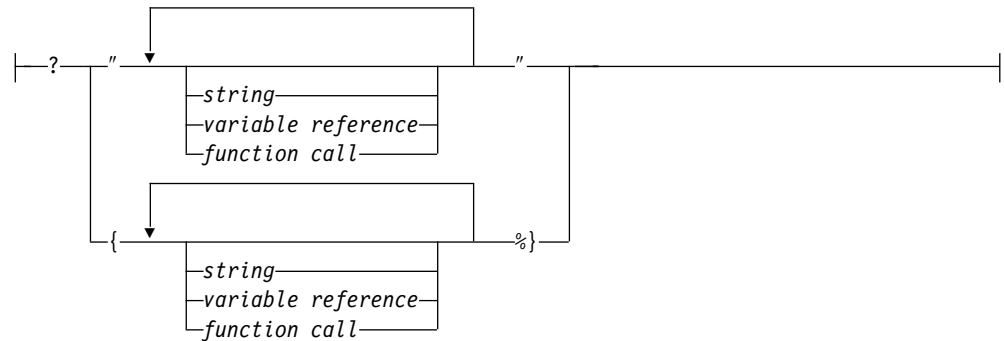 ? " "
string
variable reference
function call
{ %}
string
variable reference
function call